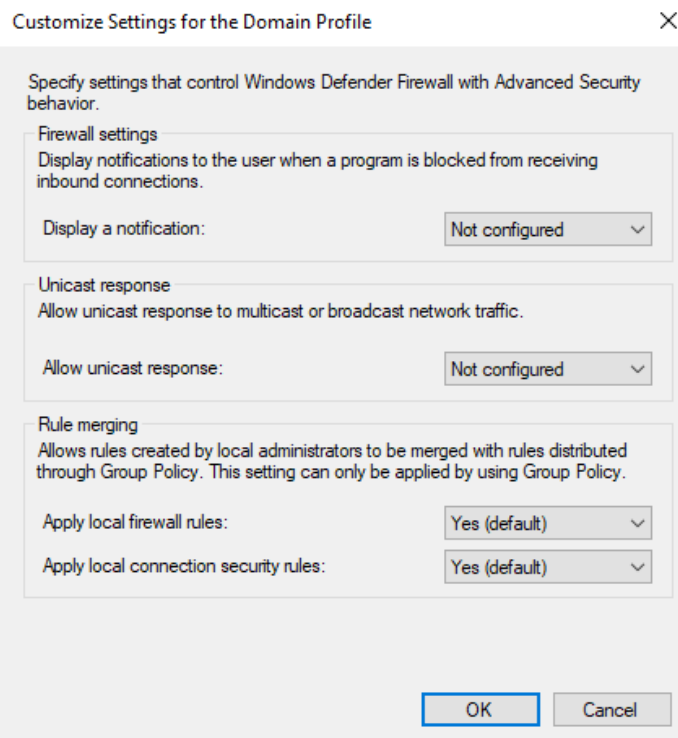 Customize Settings for the Domain Profile
Specify settings that control Windows Defender Firewall with Advanced Security
behavior.
Firewall settings
Display notifications to the user when a program is blocked from receiving
inbound connections.
Display a notification: Not configured
Unicast response
Allow unicast response to multicast or broadcast network traffic.
Allow unicast response: Not configured
Rule merging
Allows rules created by local administrators to be merged with rules distributed
through Group Policy. This setting can only be applied by using Group Policy.
Apply local firewall rules: Yes (default)
Apply local connection security rules: Yes (default)
OK Cancel